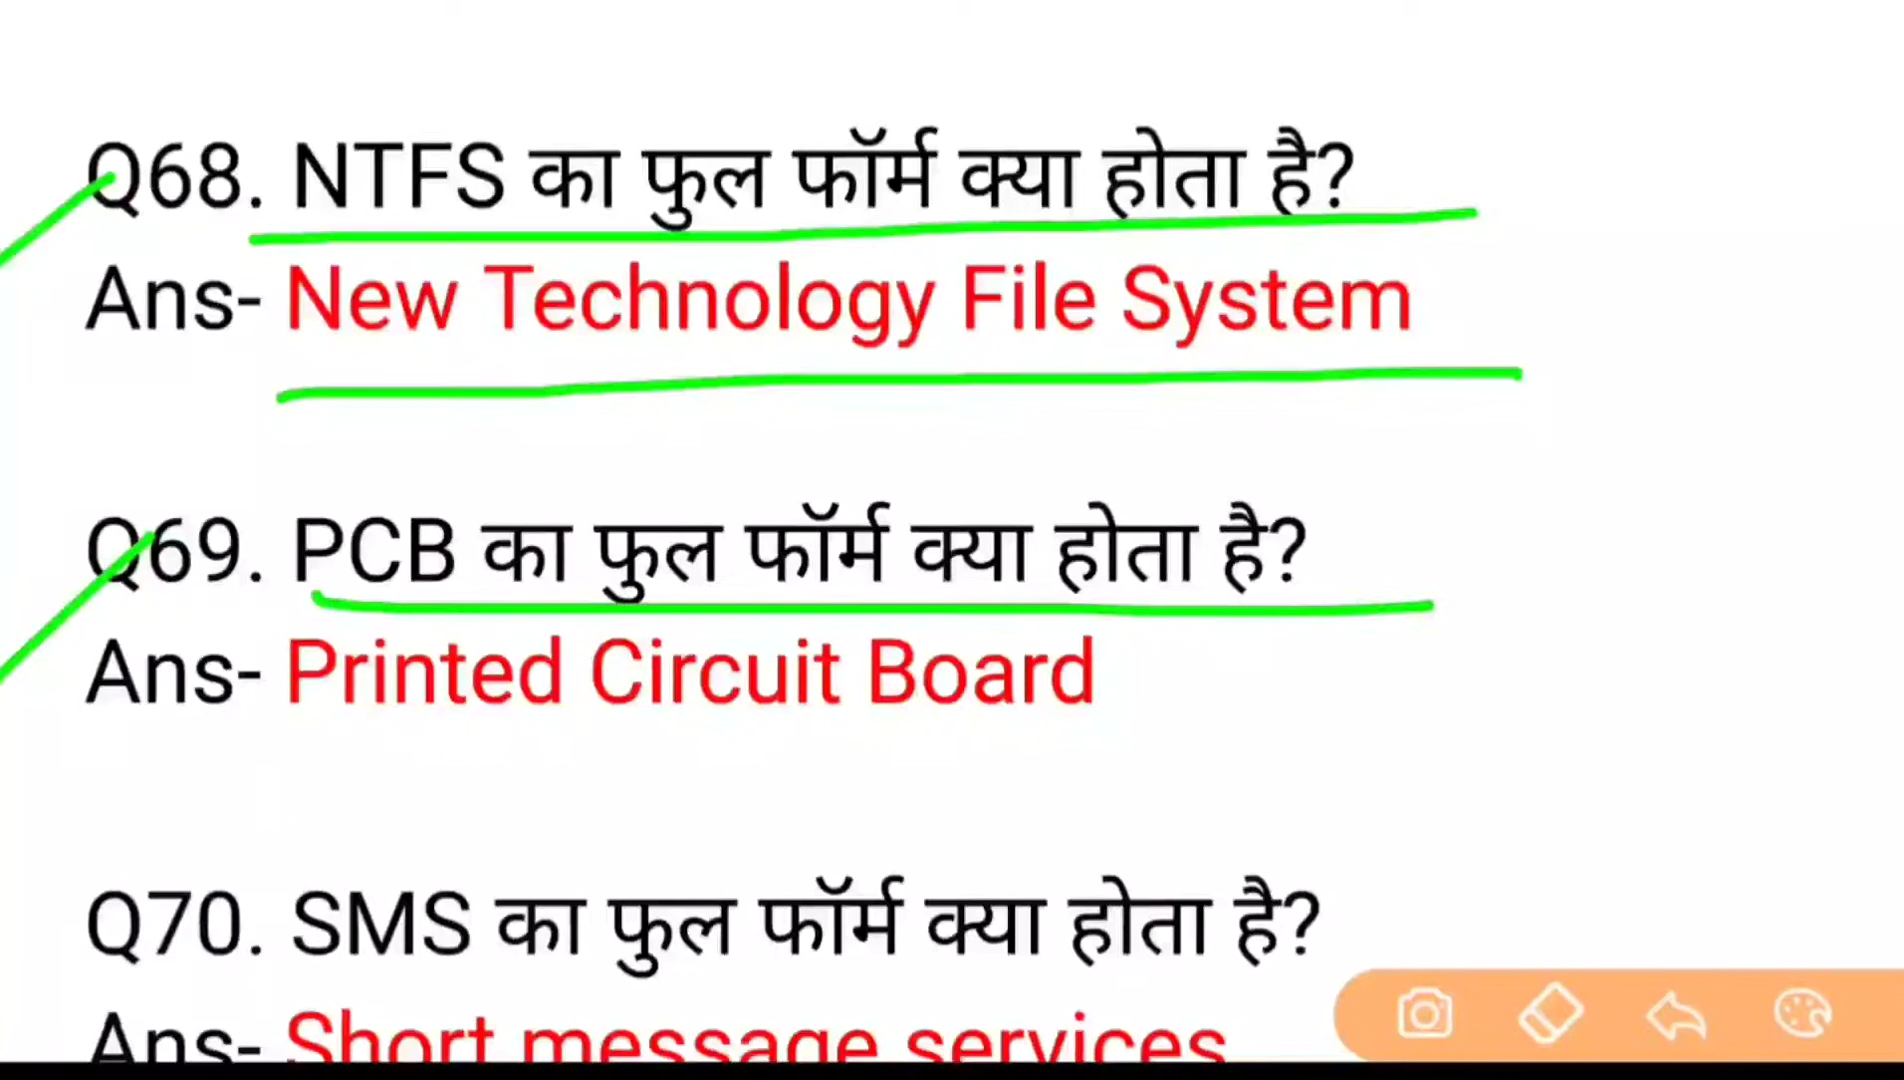 Q68. NTFS का फुल फॉर्म क्या होता है?
Ans- New Technology File System
Q69. PCB का फुल फॉर्म क्या होता है?
Ans- Printed Circuit Board
Q70. SMS का फुल फॉर्म क्या होता है?
Ans- Short message services